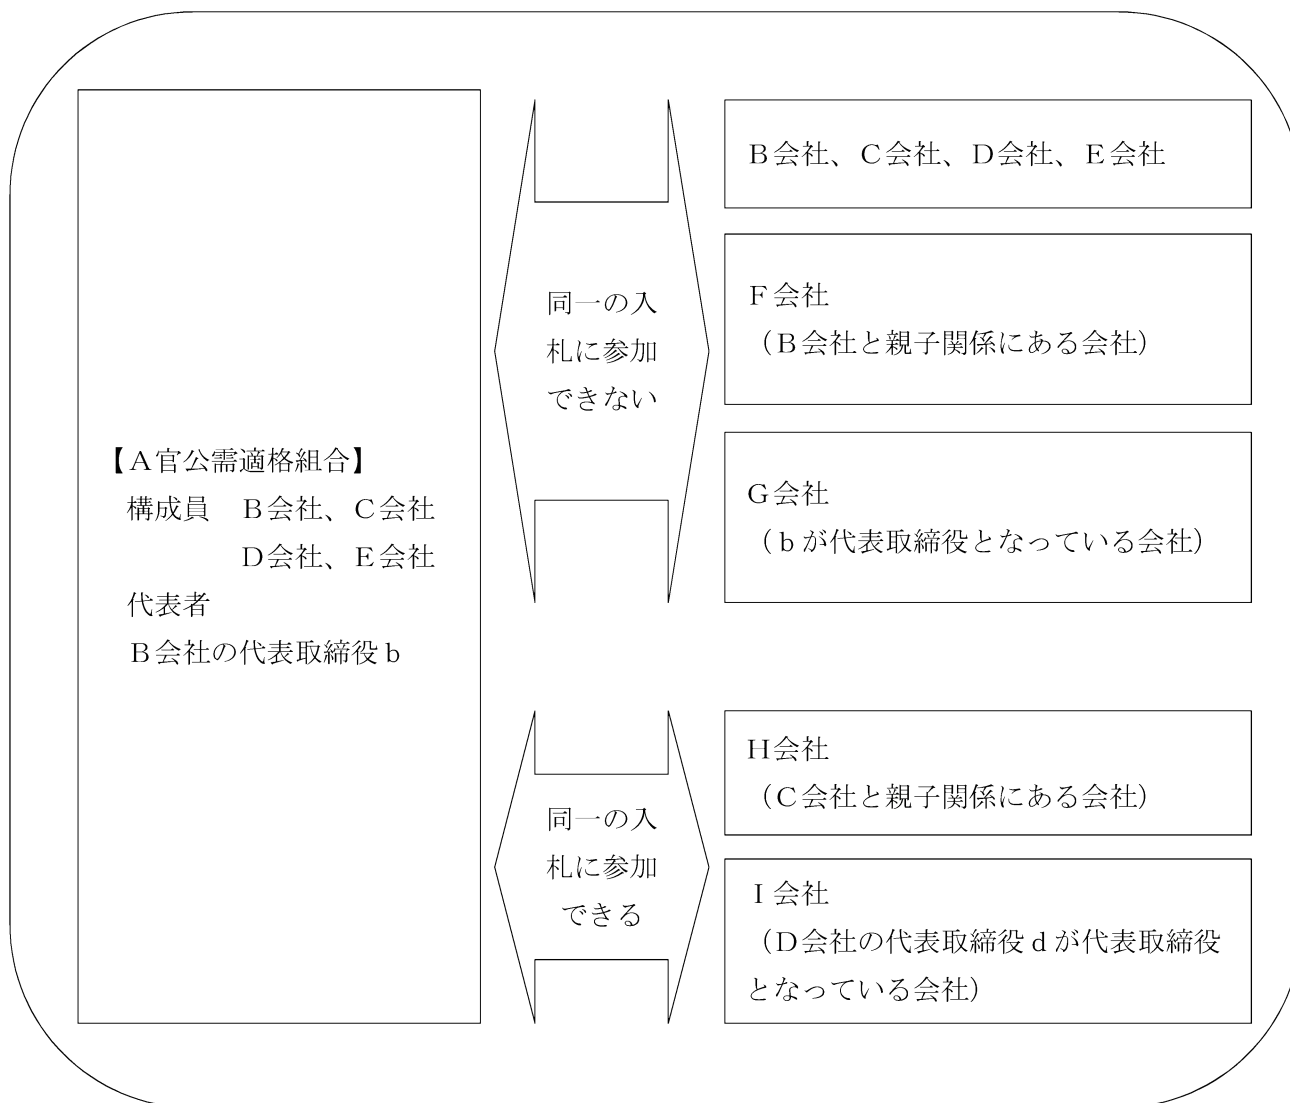 【Ａ官公需適格組合】
構成員　Ｂ会社、Ｃ会社
Ｄ会社、Ｅ会社
代表者
Ｂ会社の代表取締役ｂ
同一の入
札に参加
できない
Ｂ会社、Ｃ会社、Ｄ会社、Ｅ会社
Ｆ会社
（Ｂ会社と親子関係にある会社）
Ｇ会社
（ｂが代表取締役となっている会社）
同一の入
札に参加
できる
Ｈ会社
（Ｃ会社と親子関係にある会社）
Ｉ会社
（Ｄ会社の代表取締役ｄが代表取締役
となっている会社）